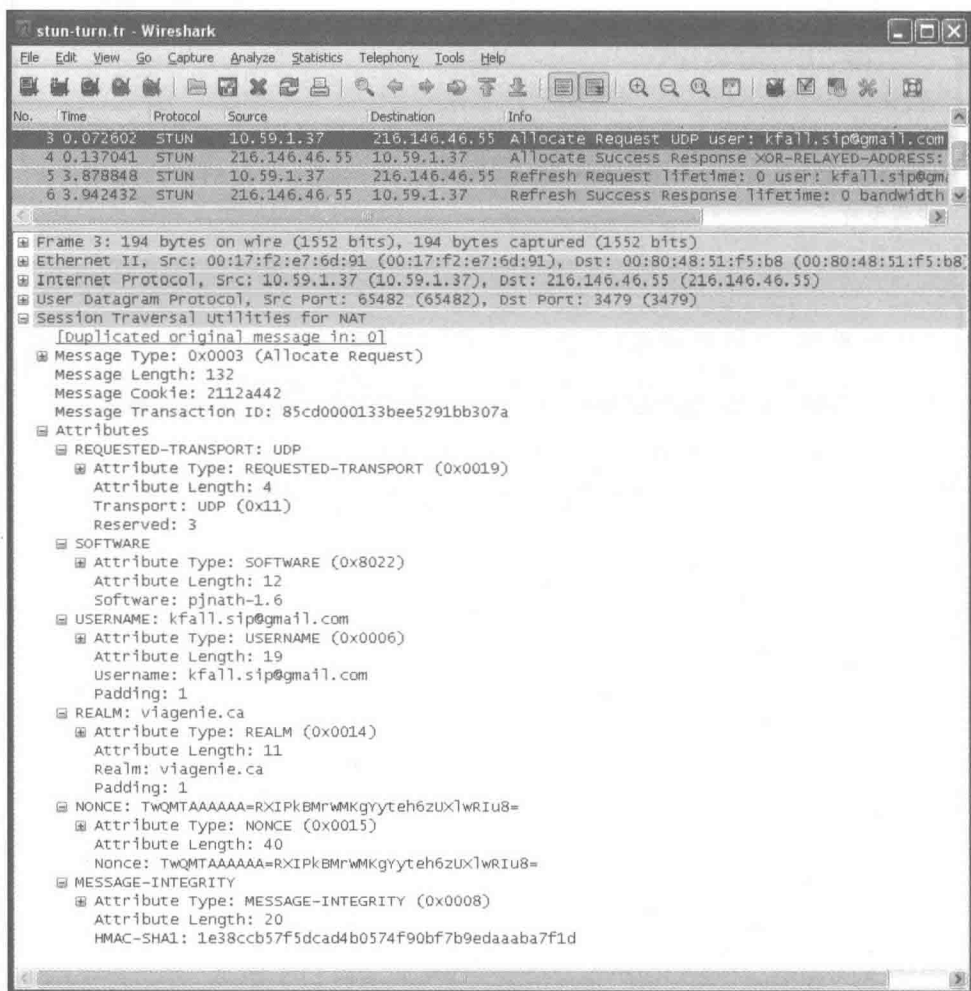 stun-turn.tr - Wireshark
File Edit View Go Capture Analyze Statistics Telephony Tools Help
No. Time Protocol Source Destination Info
3 0.072602 STUN 10.59.1.37 216.146.46.55 Allocate Request UDP user: kfall.sip@gmail.com
4 0.137041 STUN 216.146.46.55 10.59.1.37 Allocate Success Response XOR-RELAYED-ADDRESS:
5 3.878848 STUN 10.59.1.37 216.146.46.55 Refresh Request lifetime: 0 user: kfall.sip@gm
6 3.942432 STUN 216.146.46.55 10.59.1.37 Refresh Success Response lifetime: 0 bandwidth
Frame 3: 194 bytes on wire (1552 bits), 194 bytes captured (1552 bits)
Ethernet II, Src: 00:17:f2:e7:6d:91 (00:17:f2:e7:6d:91), Dst: 00:80:48:51:f5:b8 (00:80:48:51:f5:b8)
Internet Protocol, Src: 10.59.1.37 (10.59.1.37), Dst: 216.146.46.55 (216.146.46.55)
User Datagram Protocol, Src Port: 65482 (65482), Dst Port: 3479 (3479)
Session Traversal Utilities for NAT
[Duplicated original message in: 0]
Message Type: 0x0003 (Allocate Request)
Message Length: 132
Message Cookie: 2112a442
Message Transaction ID: 85cd0000133bee5291bb307a
Attributes
REQUESTED-TRANSPORT: UDP
Attribute Type: REQUESTED-TRANSPORT (0x0019)
Attribute Length: 4
Transport: UDP (0x11)
Reserved: 3
SOFTWARE
Attribute Type: SOFTWARE (0x8022)
Attribute Length: 12
Software: pjnath-1.6
USERNAME: kfall.sip@gmail.com
Attribute Type: USERNAME (0x0006)
Attribute Length: 19
Username: kfall.sip@gmail.com
Padding: 1
REALM: viagenie.ca
Attribute Type: REALM (0x0014)
Attribute Length: 11
Realm: viagenie.ca
Padding: 1
NONCE: TwQMTAAAAAA=RXIPkBMrwMKgYyteh6zUXlwRIu8=
Attribute Type: NONCE (0x0015)
Attribute Length: 40
Nonce: TwQMTAAAAAA=RXIPkBMrwMKgYyteh6zUXlwRIu8=
MESSAGE-INTEGRITY
Attribute Type: MESSAGE-INTEGRITY (0x0008)
Attribute Length: 20
HMAC-SHA1: 1e38ccb57f5dcad4b0574f90bf7b9edaaaba7f1d